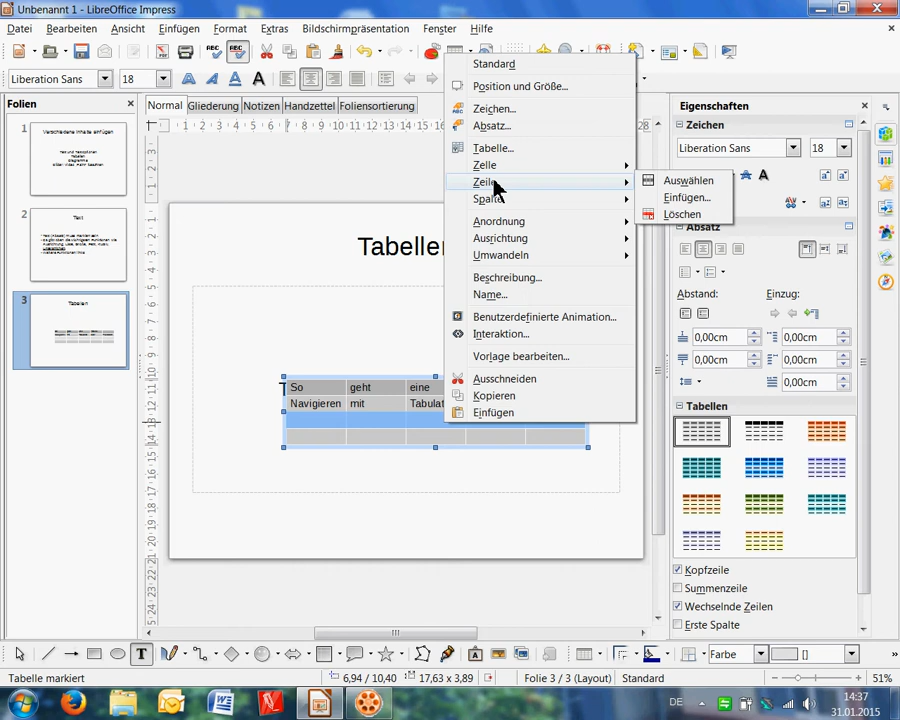 Unbenannt 1 - LibreOffice Impress
Datei Bearbeiten Ansicht Einfügen Format Extras Bildschirmpräsentation Fenster Hilfe
Liberation Sans 18
Folien
Normal Gliederung Notizen Handzettel Foliensortierung
1
2
Text
3
Tabellen
So geht eine
Navigieren mit
Standard
Position und Größe...
Zeichen...
Absatz...
Tabelle...
Zelle
Zeile
Spalte
Anordnung
Ausrichtung
Umwandeln
Beschreibung...
Name...
Benutzerdefinierte Animation...
Interaktion...
Vorlage bearbeiten...
Ausschneiden
Kopieren
Einfügen
Auswählen
Einfügen...
Löschen
Eigenschaften
Zeichen
Liberation Sans 18
Absatz
Abstand: Einzug:
0,00cm 0,00cm
0,00cm 0,00cm
0,00cm
Tabellen
Kopfzeile
Summenzeile
Wechselnde Zeilen
Erste Spalte
Farbe
Tabelle markiert 6,94 / 10,40 17,63 x 3,89 Folie 3 / 3 (Layout) Standard 51%
DE 14:37
31.01.2015